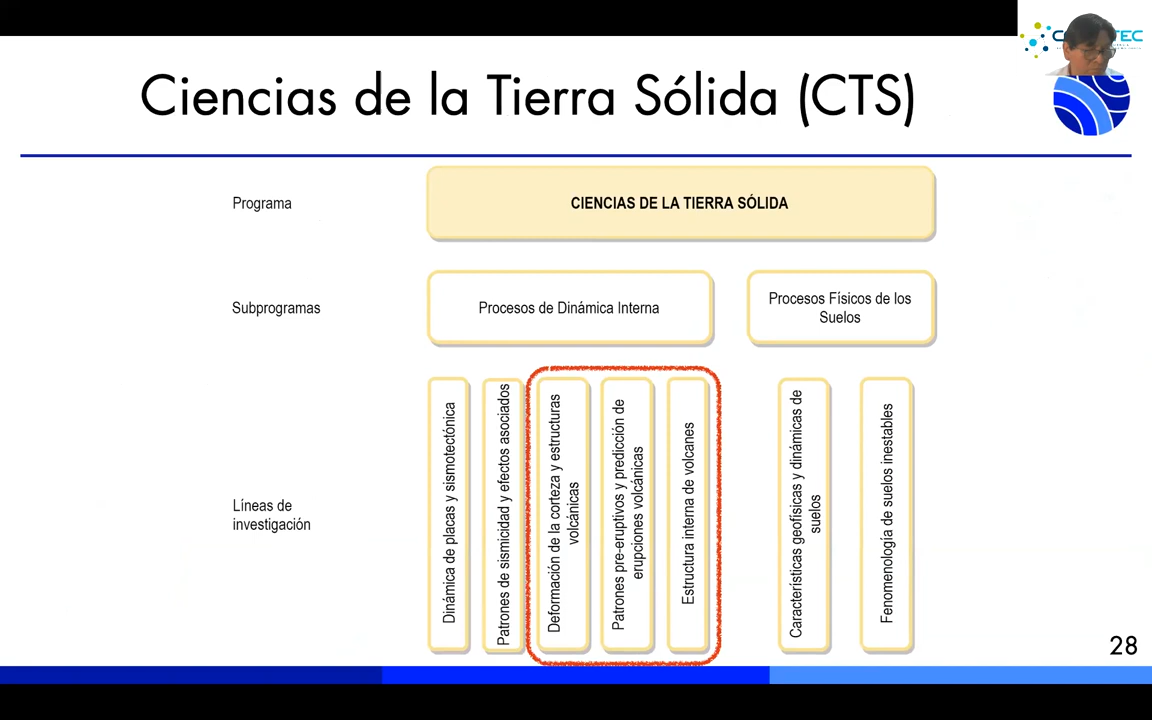 Ciencias de la Tierra Sólida (CTS)
Programa
CIENCIAS DE LA TIERRA SÓLIDA
Subprogramas
Procesos de Dinámica Interna
Procesos Físicos de los
Suelos
Líneas de
investigación
Dinámica de placas y sismotectónica
Patrones de sismicidad y efectos asociados
Deformación de la corteza y estructuras
volcánicas
Patrones pre-eruptivos y predicción de
erupciones volcánicas
Estructura interna de volcanes
Características geofísicas y dinámicas de
suelos
Fenomenología de suelos inestables
28